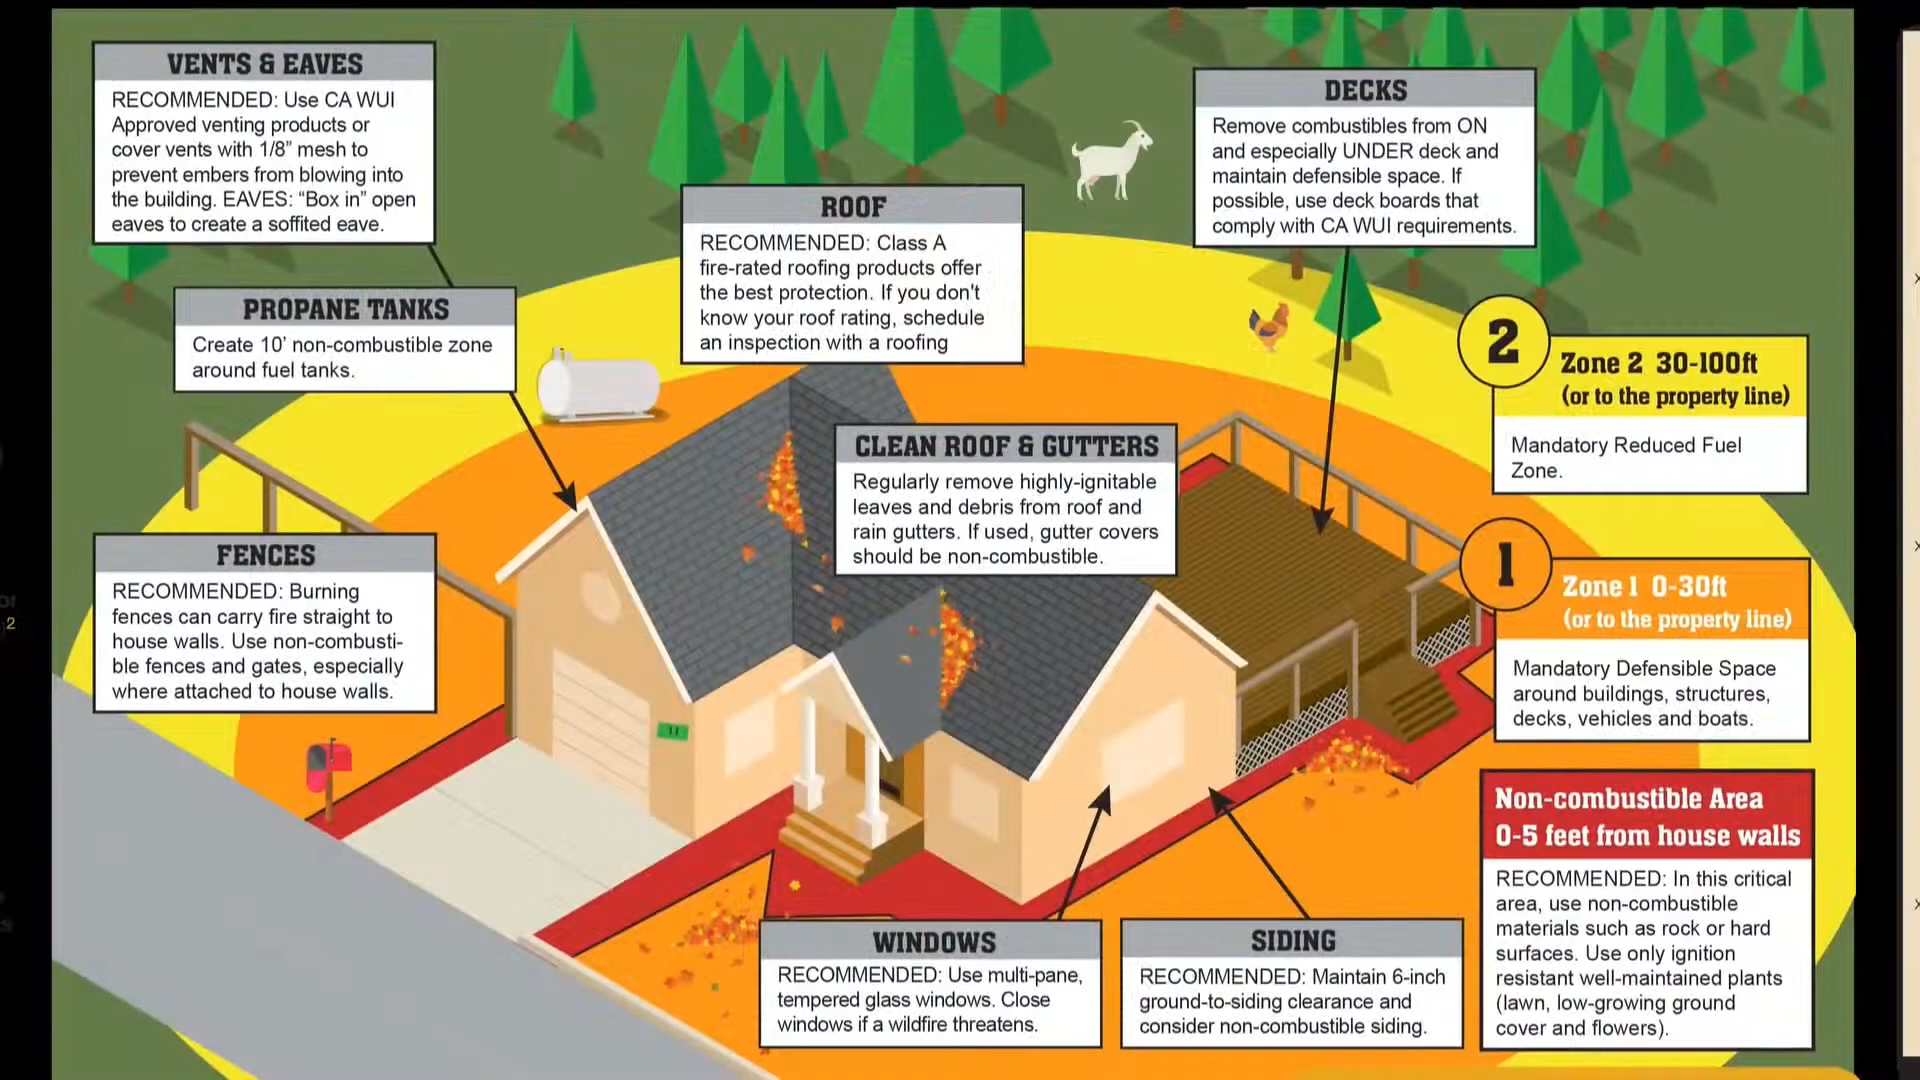 VENTS & EAVES
RECOMMENDED: Use CA WUI
Approved venting products or
cover vents with 1/8” mesh to
prevent embers from blowing into
the building. EAVES: “Box in” open
eaves to create a soffited eave.
PROPANE TANKS
Create 10’ non-combustible zone
around fuel tanks.
FENCES
RECOMMENDED: Burning
fences can carry fire straight to
house walls. Use non-combusti-
ble fences and gates, especially
where attached to house walls.
ROOF
RECOMMENDED: Class A
fire-rated roofing products offer
the best protection. If you don't
know your roof rating, schedule
an inspection with a roofing
CLEAN ROOF & GUTTERS
Regularly remove highly-ignitable
leaves and debris from roof and
rain gutters. If used, gutter covers
should be non-combustible.
DECKS
Remove combustibles from ON
and especially UNDER deck and
maintain defensible space. If
possible, use deck boards that
comply with CA WUI requirements.
2
Zone 2 30-100ft
(or to the property line)
Mandatory Reduced Fuel
Zone.
1
Zone 1 0-30ft
(or to the property line)
Mandatory Defensible Space
around buildings, structures,
decks, vehicles and boats.
Non-combustible Area
0-5 feet from house walls
RECOMMENDED: In this critical
area, use non-combustible
materials such as rock or hard
surfaces. Use only ignition
resistant well-maintained plants
(lawn, low-growing ground
cover and flowers).
WINDOWS
RECOMMENDED: Use multi-pane,
tempered glass windows. Close
windows if a wildfire threatens.
SIDING
RECOMMENDED: Maintain 6-inch
ground-to-siding clearance and
consider non-combustible siding.
2